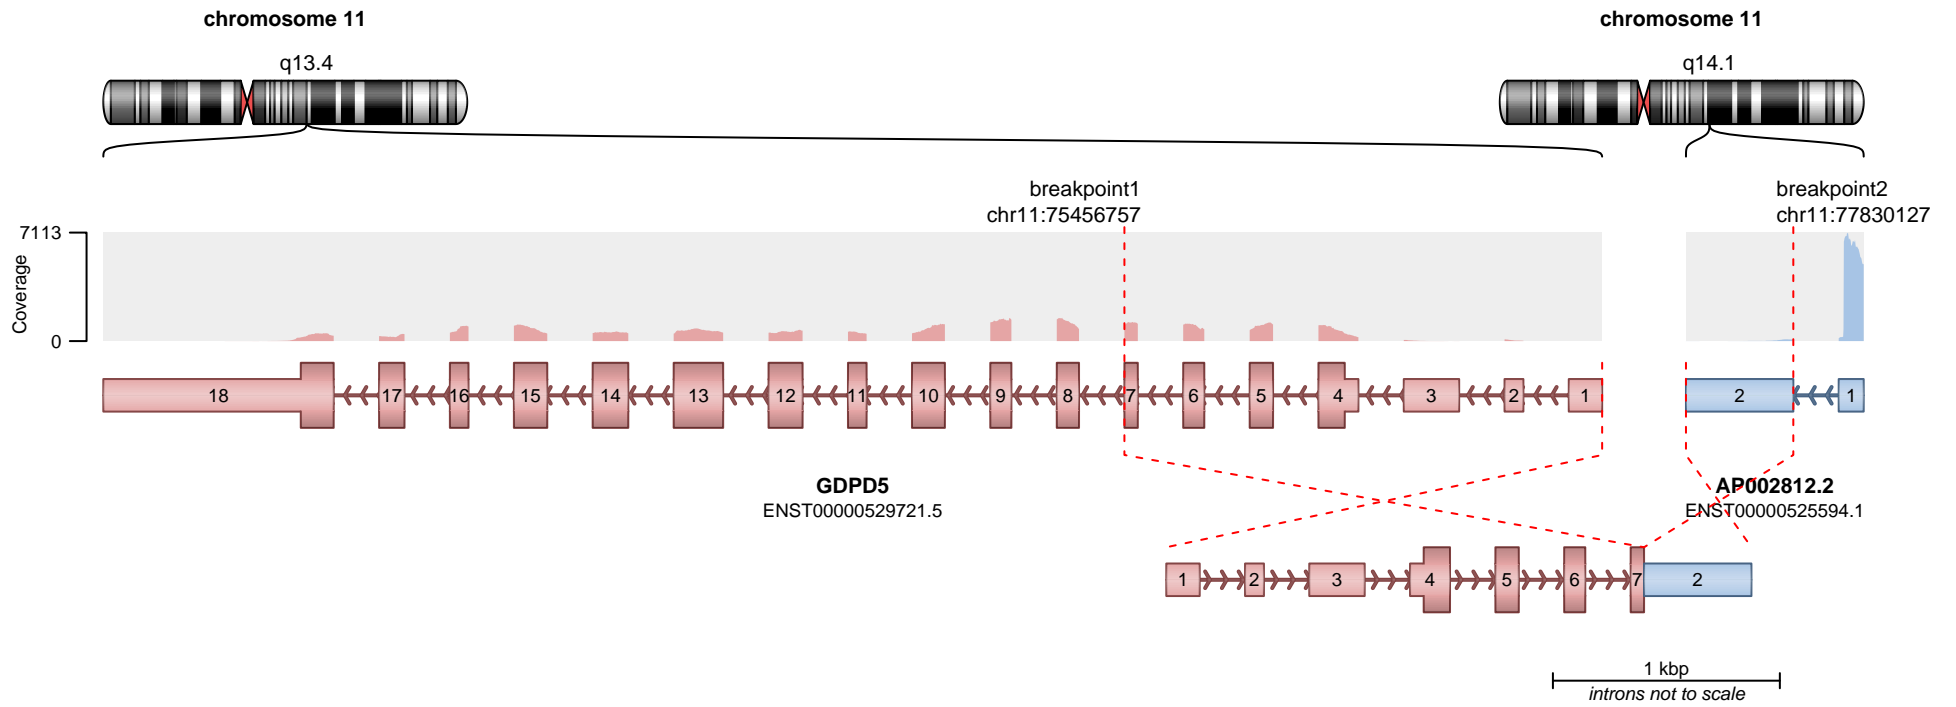 chromosome 11
chromosome 11
q13.4
q14.1
breakpoint1
chr11:75456757
breakpoint2
chr11:77830127
7113
0
Coverage
18 17 16 15 14 13 12 11 10 9 8 7 6 5 4 3 2 1
2 1
GDPD5
ENST00000529721.5
AP002812.2
ENST00000525594.1
1 2 3 4 5 6 7 2
1 kbp
introns not to scale